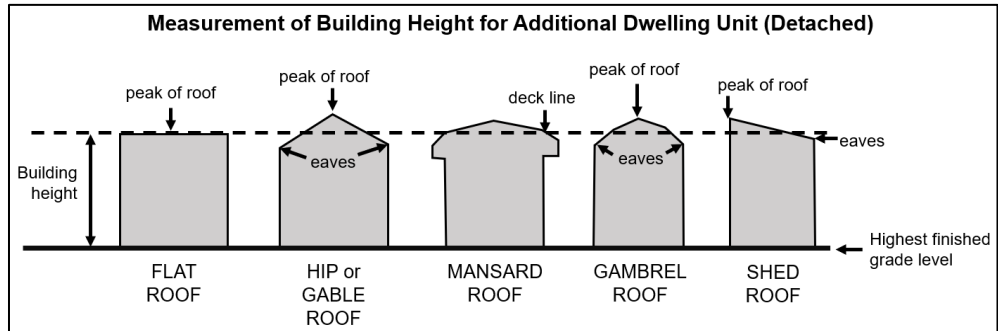 Measurement of Building Height for Additional Dwelling Unit (Detached)
peak of roof
peak of roof
deck line
peak of roof
peak of roof
eaves
eaves
eaves
Building
height
Highest finished
grade level
FLAT
ROOF
HIP or
GABLE
ROOF
MANSARD
ROOF
GAMBREL
ROOF
SHED
ROOF